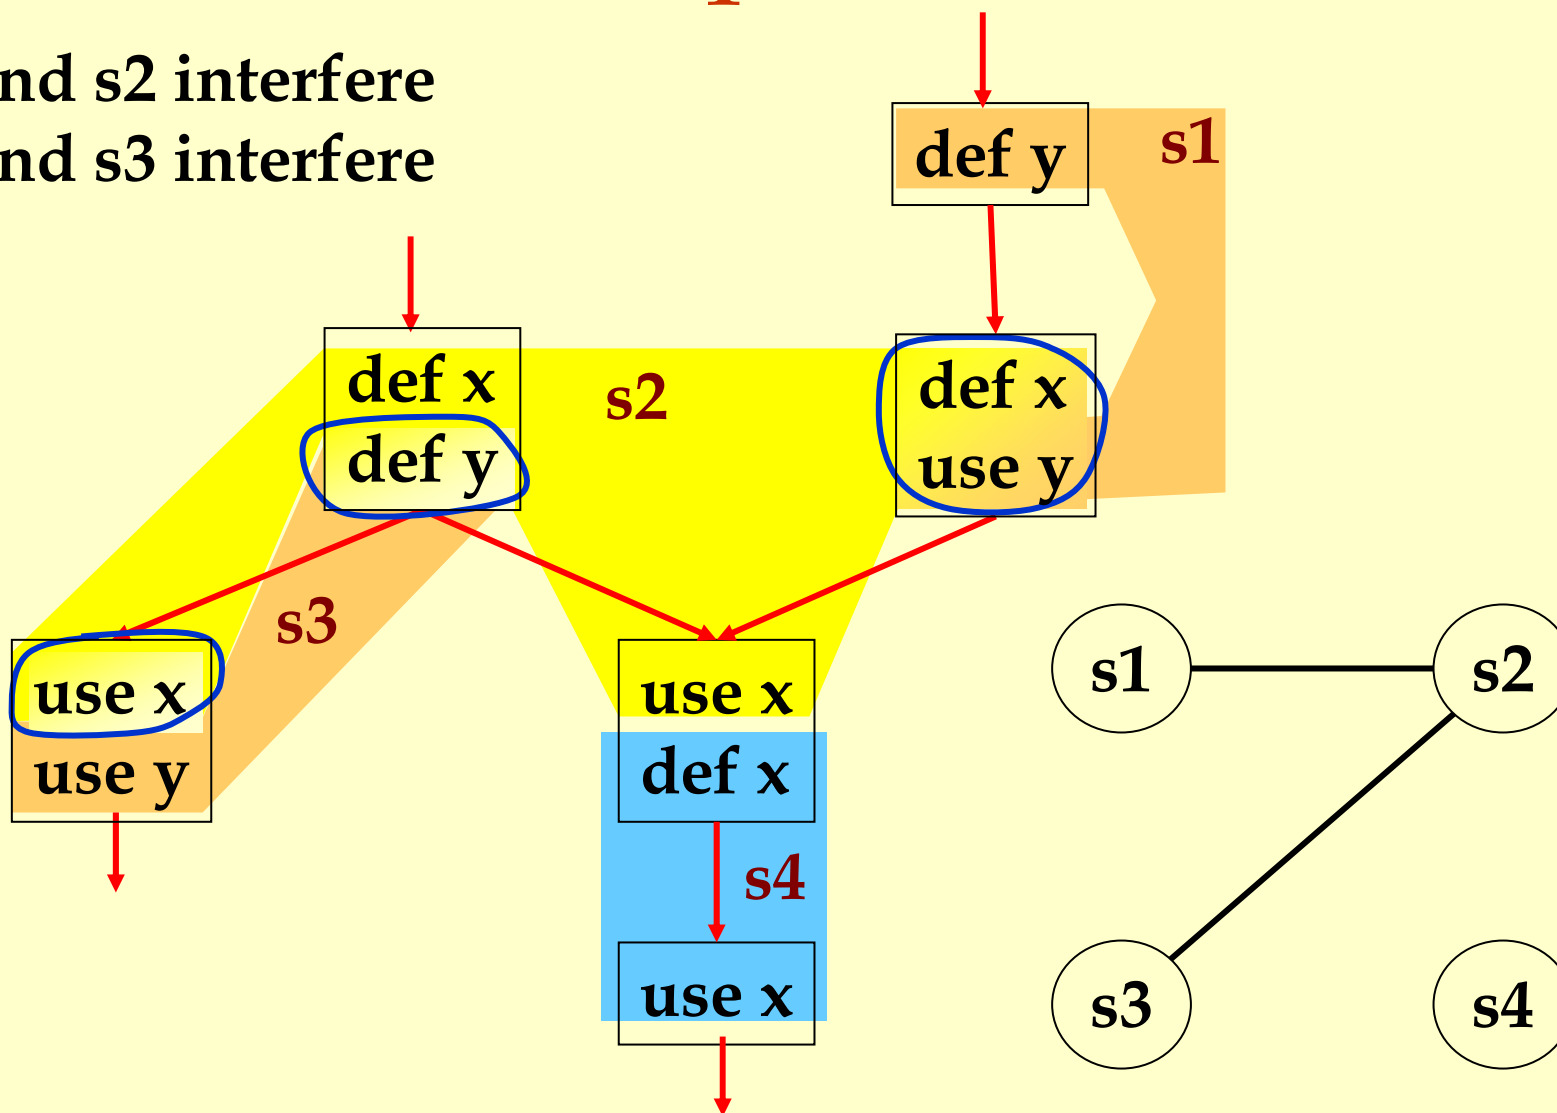 nd s2 interfere
nd s3 interfere
def y
s1
def x
def y
s2
def x
use y
s3
use x
use y
use x
def x
s4
use x
s1
s2
s3
s4